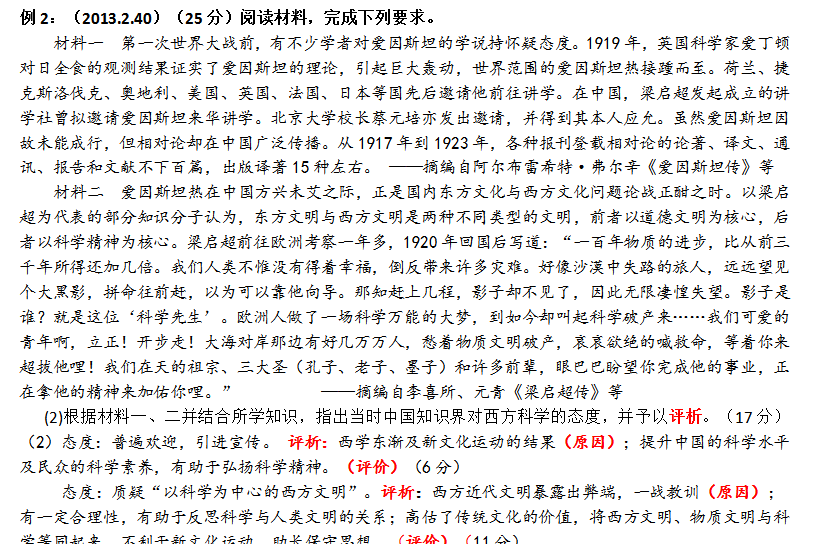 例2：（2013.2.40）（25分）阅读材料，完成下列要求。
材料一 第一次世界大战前，有不少学者对爱因斯坦的学说持怀疑态度。1919年，英国科学家爱丁顿
对日全食的观测结果证实了爱因斯坦的理论，引起巨大轰动，世界范围的爱因斯坦热接踵而至。荷兰、捷
克斯洛伐克、奥地利、美国、英国、法国、日本等国先后邀请他前往讲学。在中国，梁启超发起成立的讲
学社曾拟邀请爱因斯坦来华讲学。北京大学校长蔡元培亦发出邀请，并得到其本人应允。虽然爱因斯坦因
故未能成行，但相对论却在中国广泛传播。从1917年到1923年，各种报刊登载相对论的论著、译文、通
讯、报告和文献不下百篇，出版译著15种左右。 ——摘编自阿尔布雷希特·弗尔辛《爱因斯坦传》等
材料二 爱因斯坦热在中国方兴未艾之际，正是国内东方文化与西方文化问题论战正酣之时。以梁启
超为代表的部分知识分子认为，东方文明与西方文明是两种不同类型的文明，前者以道德文明为核心，后
者以科学精神为核心。梁启超前往欧洲考察一年多，1920年回国后写道：“一百年物质的进步，比从前三
千年所得还加几倍。我们人类不惟没有得着幸福，倒反带来许多灾难。好像沙漠中失路的旅人，远远望见
个大黑影，拼命往前赶，以为可以靠他向导。那知赶上几程，影子却不见了，因此无限凄惶失望。影子是
谁？就是这位‘科学先生’。欧洲人做了一场科学万能的大梦，到如今却叫起科学破产来……我们可爱的
青年啊，立正！开步走！大海对岸那边有好几万万人，愁着物质文明破产，哀哀欲绝的喊救命，等着你来
超拔他哩！我们在天的祖宗、三大圣（孔子、老子、墨子）和许多前辈，眼巴巴盼望你完成他的事业，正
在拿他的精神来加佑你哩。” ——摘编自李喜所、元青《梁启超传》等
(2)根据材料一、二并结合所学知识，指出当时中国知识界对西方科学的态度，并予以评析。（17分）
（2）态度：普遍欢迎，引进宣传。 评析：西学东渐及新文化运动的结果（原因）；提升中国的科学水平
及民众的科学素养，有助于弘扬科学精神。（评价）（6分）
态度：质疑“以科学为中心的西方文明”。评析：西方近代文明暴露出弊端，一战教训（原因）；
有一定合理性，有助于反思科学与人类文明的关系；高估了传统文化的价值，将西方文明、物质文明与科
学等同起来，不利于新文化运动，助长保守思想。（评价）（11分）